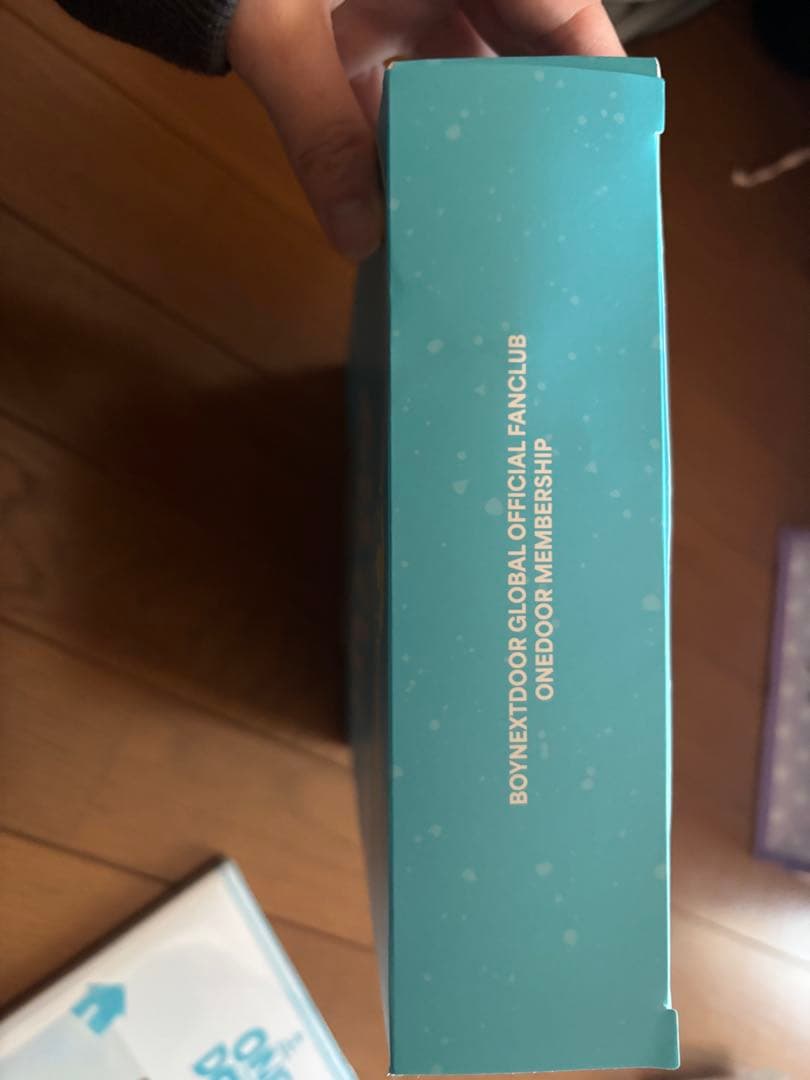 BOYNEXTDOOR GLOBAL OFFICIAL FANCLUB
ONEDOOR MEMBERSHIP